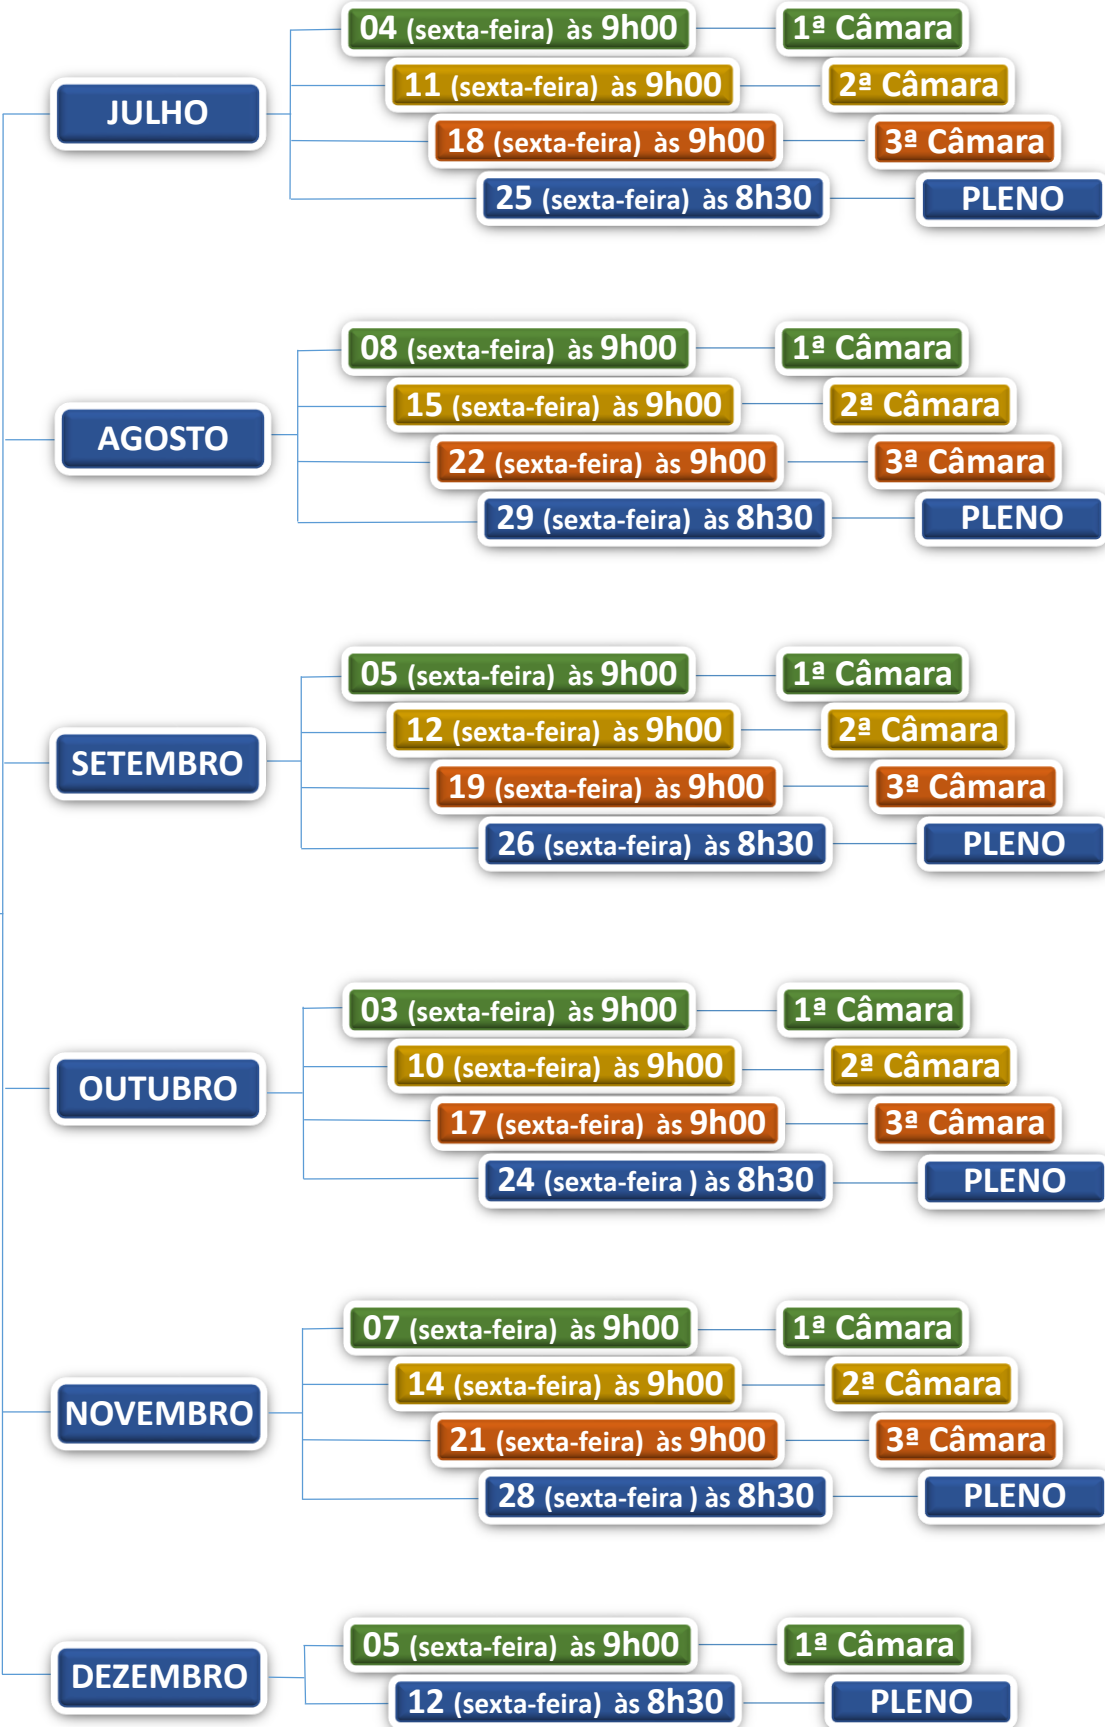 04 (sexta-feira) às 9h00 1ª Câmara
11 (sexta-feira) às 9h00 2ª Câmara
JULHO
18 (sexta-feira) às 9h00 3ª Câmara
25 (sexta-feira) às 8h30 PLENO
08 (sexta-feira) às 9h00 1ª Câmara
15 (sexta-feira) às 9h00 2ª Câmara
AGOSTO
22 (sexta-feira) às 9h00 3ª Câmara
29 (sexta-feira) às 8h30 PLENO
05 (sexta-feira) às 9h00 1ª Câmara
12 (sexta-feira) às 9h00 2ª Câmara
SETEMBRO
19 (sexta-feira) às 9h00 3ª Câmara
26 (sexta-feira) às 8h30 PLENO
03 (sexta-feira) às 9h00 1ª Câmara
10 (sexta-feira) às 9h00 2ª Câmara
OUTUBRO
17 (sexta-feira) às 9h00 3ª Câmara
24 (sexta-feira ) às 8h30 PLENO
07 (sexta-feira) às 9h00 1ª Câmara
14 (sexta-feira) às 9h00 2ª Câmara
NOVEMBRO
21 (sexta-feira) às 9h00 3ª Câmara
28 (sexta-feira ) às 8h30 PLENO
05 (sexta-feira) às 9h00 1ª Câmara
DEZEMBRO
12 (sexta-feira) às 8h30 PLENO